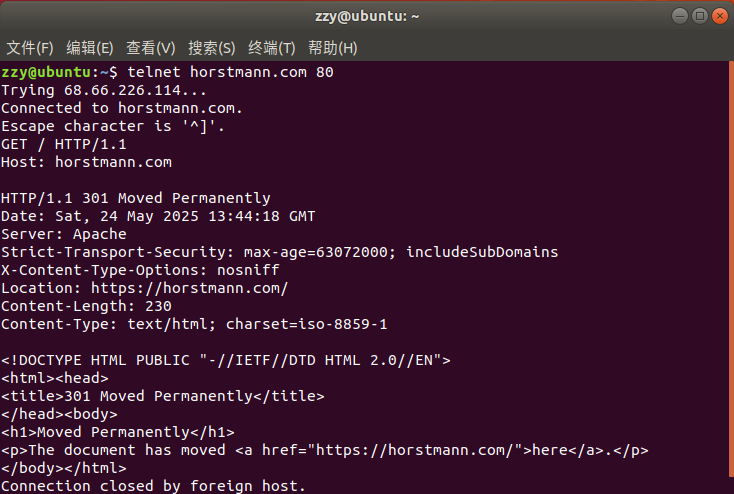 zzy@ubuntu: ~
文件(F) 编辑(E) 查看(V) 搜索(S) 终端(T) 帮助(H)
zzy@ubuntu:~$ telnet horstmann.com 80
Trying 68.66.226.114...
Connected to horstmann.com.
Escape character is '^]'.
GET / HTTP/1.1
Host: horstmann.com

HTTP/1.1 301 Moved Permanently
Date: Sat, 24 May 2025 13:44:18 GMT
Server: Apache
Strict-Transport-Security: max-age=63072000; includeSubDomains
X-Content-Type-Options: nosniff
Location: https://horstmann.com/
Content-Length: 230
Content-Type: text/html; charset=iso-8859-1

<!DOCTYPE HTML PUBLIC "-//IETF//DTD HTML 2.0//EN">
<html><head>
<title>301 Moved Permanently</title>
</head><body>
<h1>Moved Permanently</h1>
<p>The document has moved <a href="https://horstmann.com/">here</a>.</p>
</body></html>
Connection closed by foreign host.